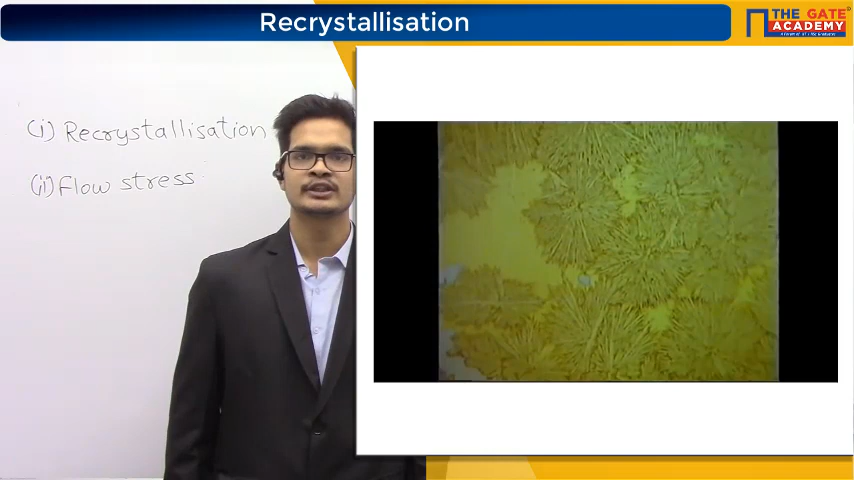 Recrystallisation
THE GATE
ACADEMY
(i) Recrystallisation
(ii) Flow stress